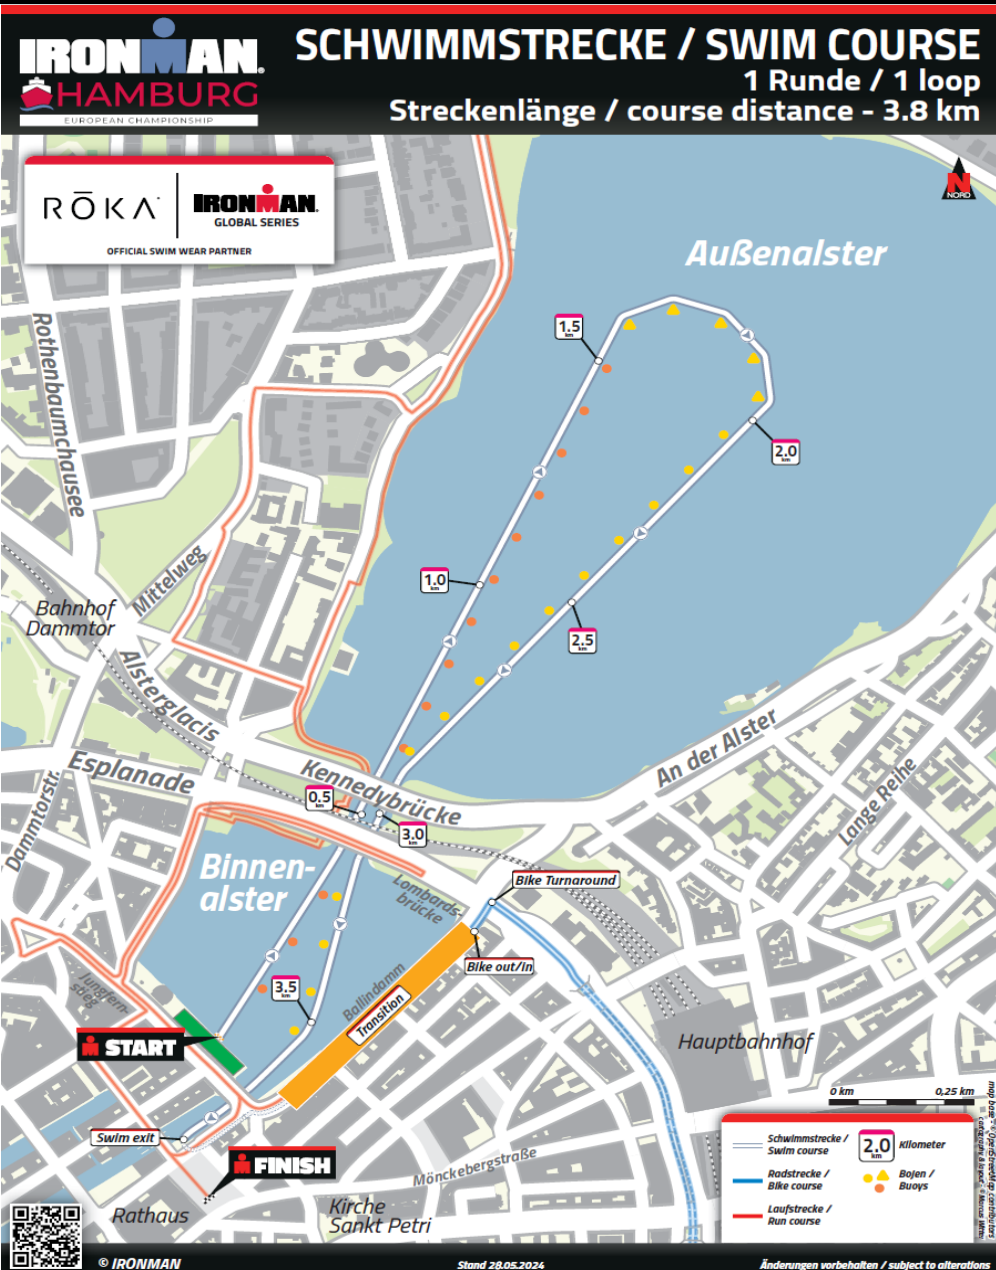 IRONMAN
HAMBURG
EUROPEAN CHAMPIONSHIP
SCHWIMMSTRECKE / SWIM COURSE
1 Runde / 1 loop
Streckenlänge / course distance - 3.8 km
RŌKA
IRONMAN
GLOBAL SERIES
OFFICIAL SWIM WEAR PARTNER
NORD
Außenalster
1.5
km
Rothenbaumchausee
2.0
km
1.0
km
Mittelweg
Bahnhof
Dammtor
2.5
km
Alsterglacis
An der Alster
Esplanade
Kennedybrücke
Lange Reihe
Dammtorstr.
0.5
km
3.0
km
Binnen-
alster
Lombards-
brücke
Bike Turnaround
Bike out/in
Jungfern-
stieg
3.5
km
Ballindamm
Transition
START
Hauptbahnhof
0 km
0,25 km
Swim exit
FINISH
Mönckebergstraße
Rathaus
Kirche
Sankt Petri
Schwimmstrecke /
Swim course
2.0
km
Kilometer
Radstrecke /
Bike course
Bojen /
Buoys
Laufstrecke /
Run course
© IRONMAN
Stand 28.05.2024
Änderungen vorbehalten / subject to alterations